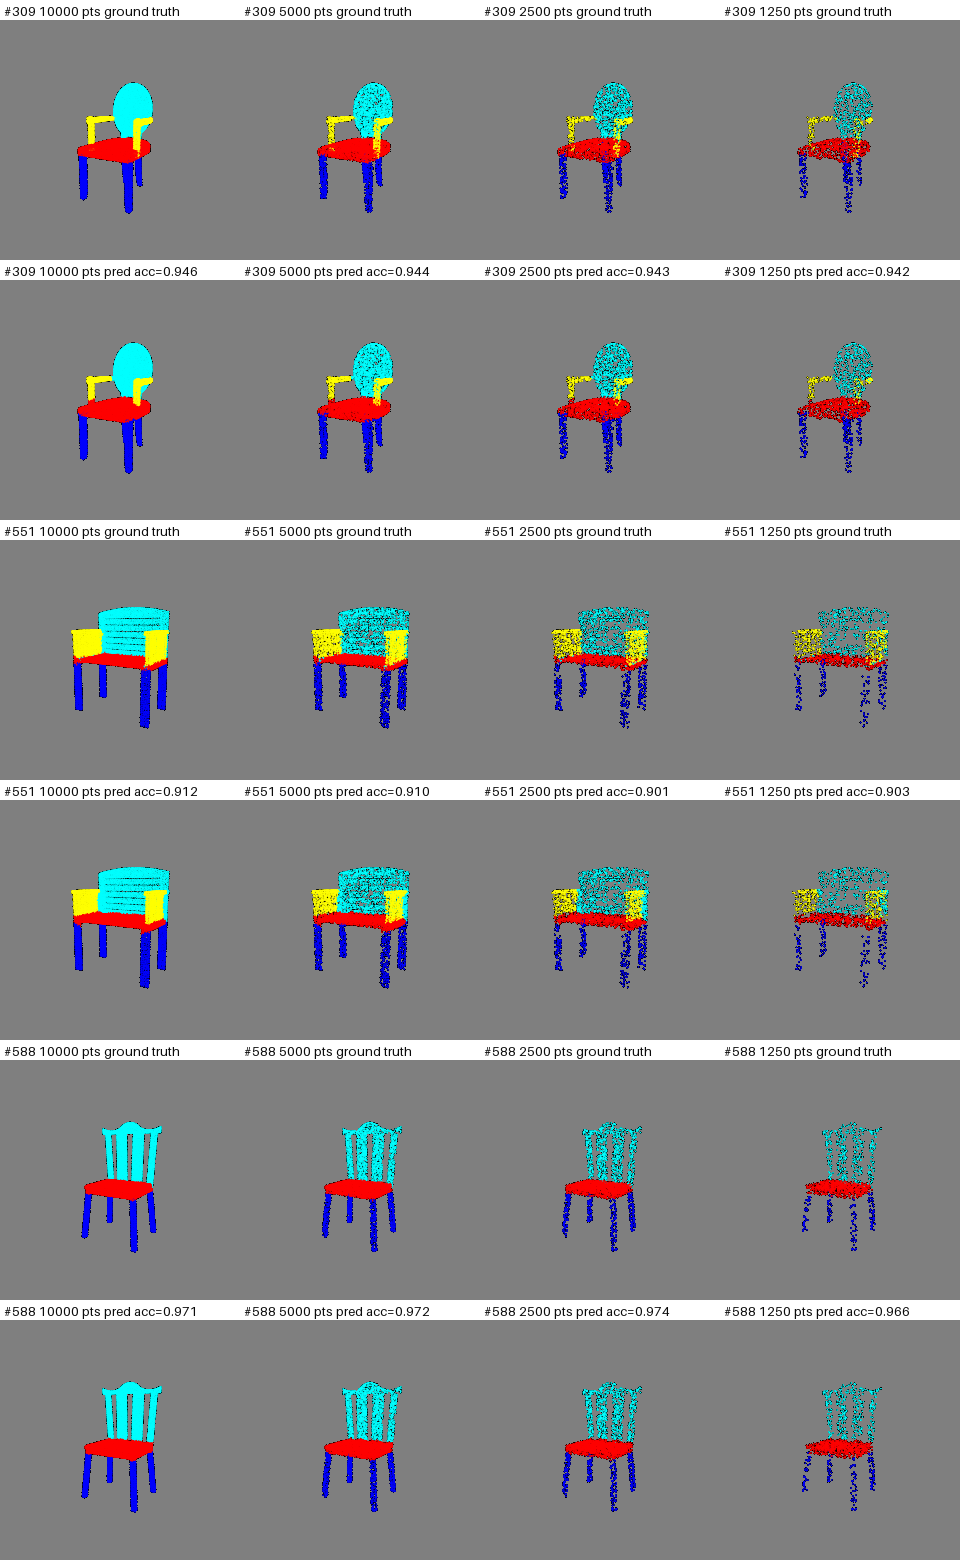 #309 10000 pts ground truth
#309 5000 pts ground truth
#309 2500 pts ground truth
#309 1250 pts ground truth
#309 10000 pts pred acc=0.946
#309 5000 pts pred acc=0.944
#309 2500 pts pred acc=0.943
#309 1250 pts pred acc=0.942
#551 10000 pts ground truth
#551 5000 pts ground truth
#551 2500 pts ground truth
#551 1250 pts ground truth
#551 10000 pts pred acc=0.912
#551 5000 pts pred acc=0.910
#551 2500 pts pred acc=0.901
#551 1250 pts pred acc=0.903
#588 10000 pts ground truth
#588 5000 pts ground truth
#588 2500 pts ground truth
#588 1250 pts ground truth
#588 10000 pts pred acc=0.971
#588 5000 pts pred acc=0.972
#588 2500 pts pred acc=0.974
#588 1250 pts pred acc=0.966